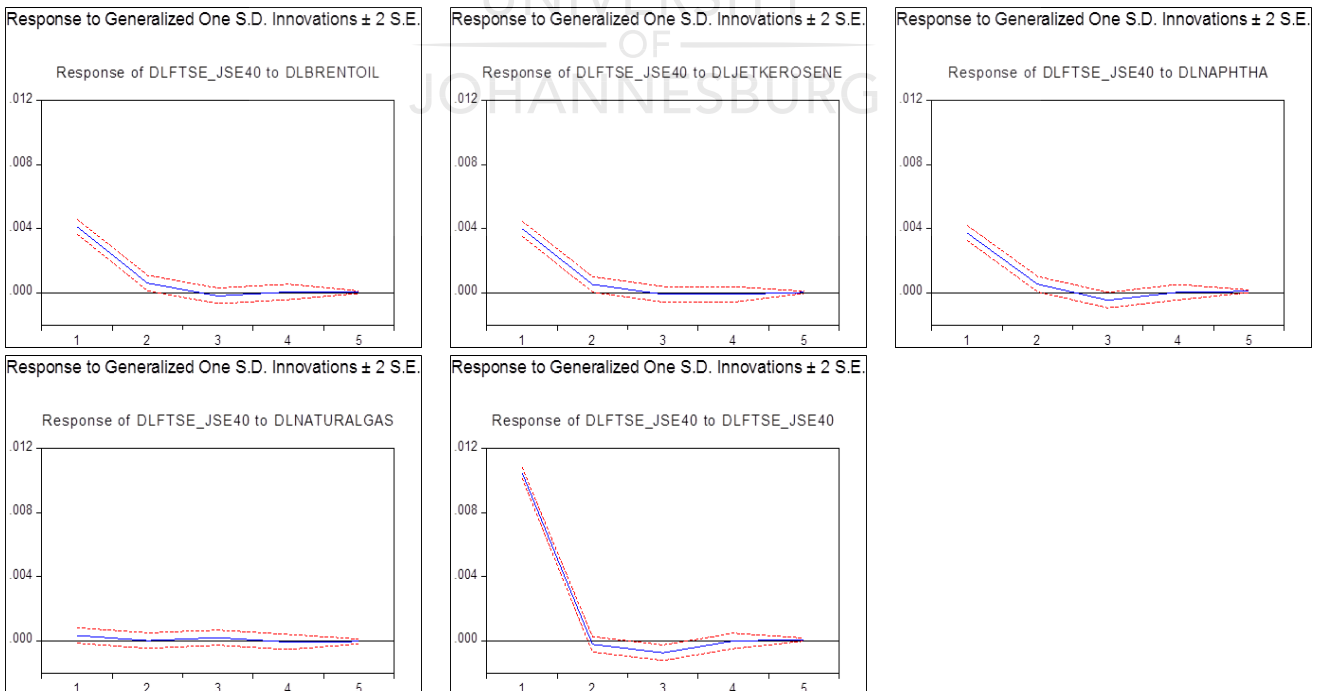 UNIVERSITY
OF
JOHANNESBURG
Response to Generalized One S.D. Innovations ± 2 S.E.
Response of DLFTSE_JSE40 to DLBRENTOIL
.012
.008
.004
.000
1 2 3 4 5
Response to Generalized One S.D. Innovations ± 2 S.E.
Response of DLFTSE_JSE40 to DLJETKEROSENE
.012
.008
.004
.000
1 2 3 4 5
Response to Generalized One S.D. Innovations ± 2 S.E.
Response of DLFTSE_JSE40 to DLNAPHTHA
.012
.008
.004
.000
1 2 3 4 5
Response to Generalized One S.D. Innovations ± 2 S.E.
Response of DLFTSE_JSE40 to DLNATURALGAS
.012
.008
.004
.000
1 2 3 4 5
Response to Generalized One S.D. Innovations ± 2 S.E.
Response of DLFTSE_JSE40 to DLFTSE_JSE40
.012
.008
.004
.000
1 2 3 4 5